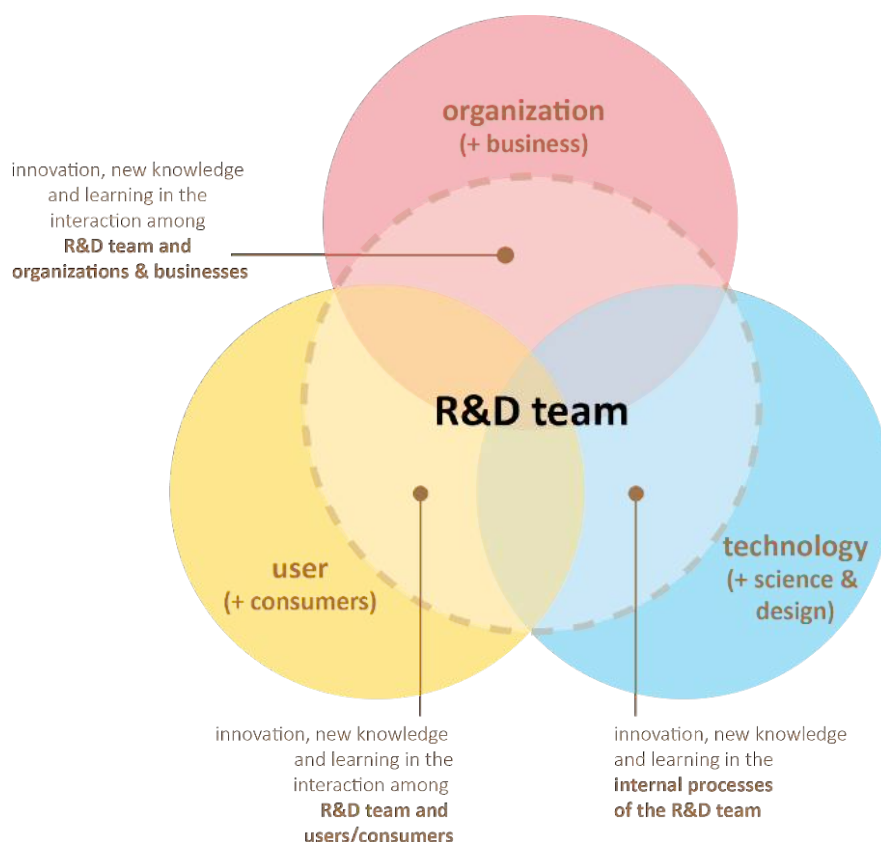 organization
(+ business)
innovation, new knowledge
and learning in the
interaction among
R&D team and
organizations & businesses
R&D team
user
(+ consumers)
technology
(+ science &
design)
innovation, new knowledge
and learning in the
interaction among
R&D team and
users/consumers
innovation, new knowledge
and learning in the
internal processes
of the R&D team